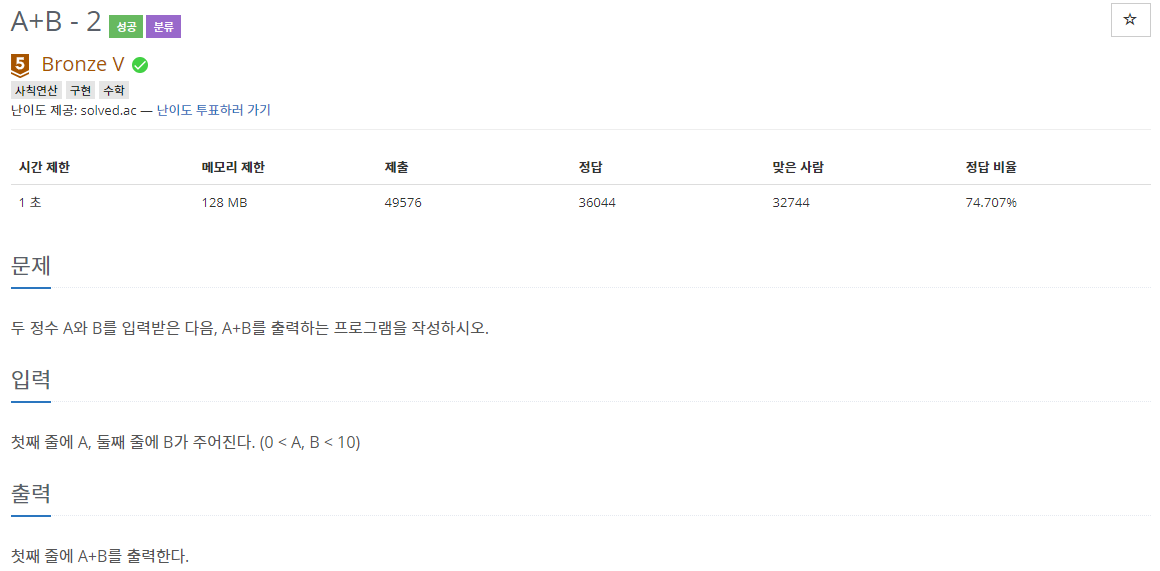 A+B - 2 성공 분류
☆
5 Bronze V
사칙연산 구현 수학
난이도 제공: solved.ac — 난이도 투표하러 가기
시간 제한 메모리 제한 제출 정답 맞은 사람 정답 비율
1 초 128 MB 49576 36044 32744 74.707%
문제
두 정수 A와 B를 입력받은 다음, A+B를 출력하는 프로그램을 작성하시오.
입력
첫째 줄에 A, 둘째 줄에 B가 주어진다. (0 < A, B < 10)
출력
첫째 줄에 A+B를 출력한다.